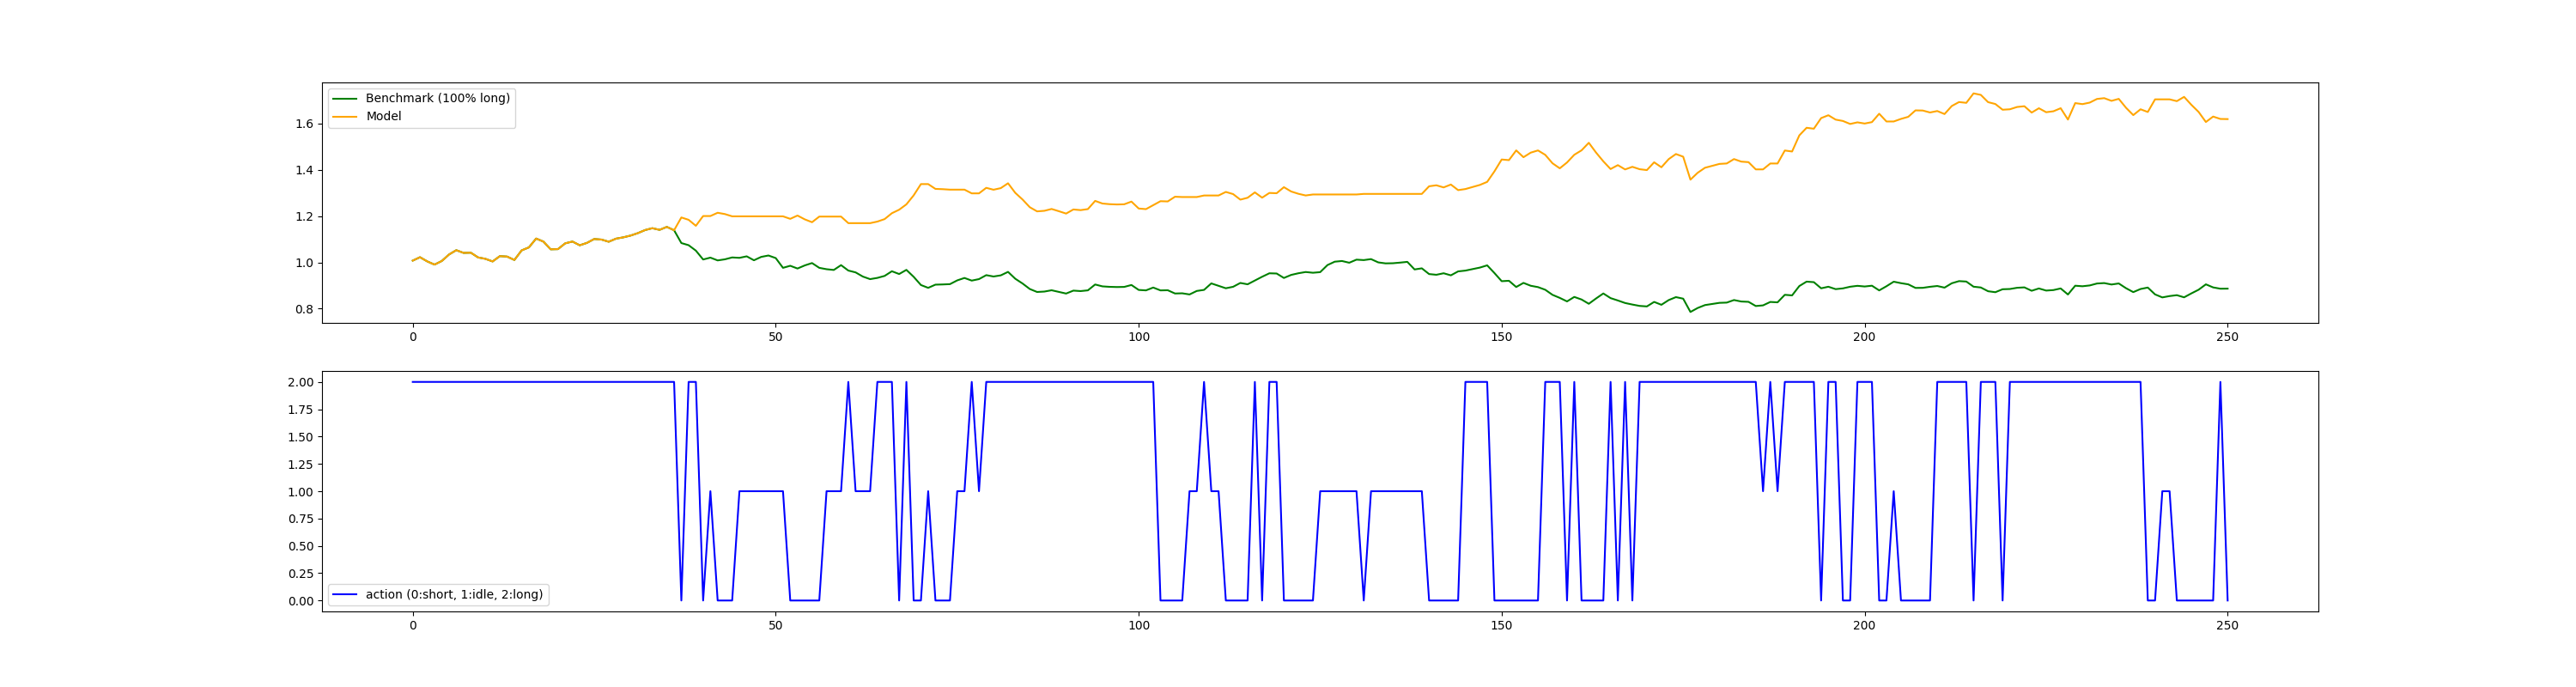 Benchmark (100% long)
Model
1.6
1.4
1.2
1.0
0.8
0 50 100 150 200 250
2.00
1.75
1.50
1.25
1.00
0.75
0.50
0.25
0.00
action (0:short, 1:idle, 2:long)
0 50 100 150 200 250